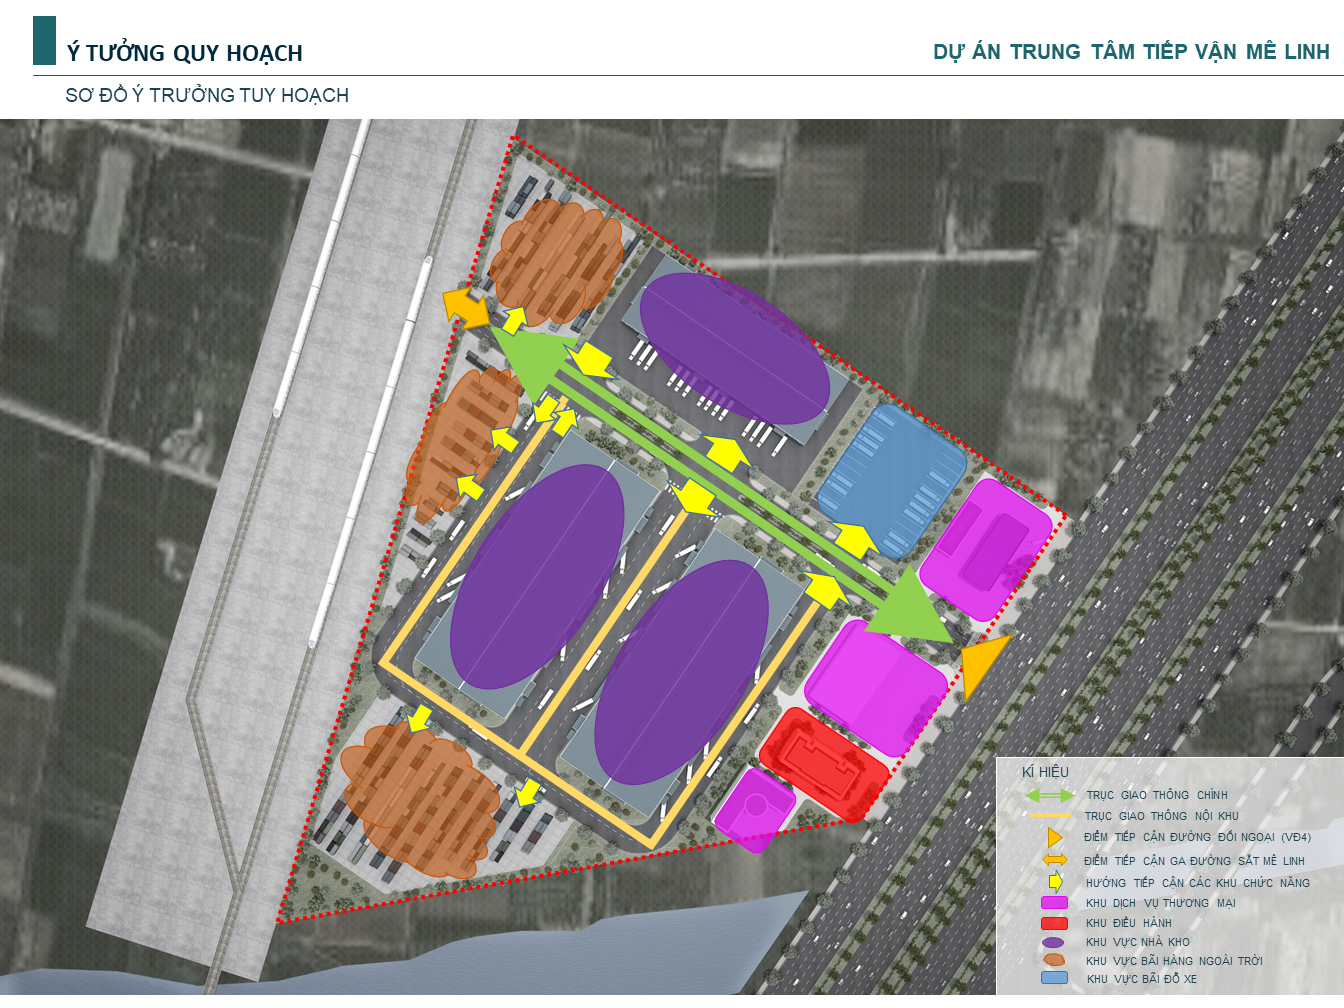 Ý TƯỞNG QUY HOẠCH
DỰ ÁN TRUNG TÂM TIẾP VẬN MÊ LINH
SƠ ĐỒ Ý TRƯỞNG TUY HOẠCH
KÍ HIỆU
TRỤC GIAO THÔNG CHÍNH
TRỤC GIAO THÔNG NỘI KHU
ĐIỂM TIẾP CẬN ĐƯỜNG ĐỐI NGOẠI (VĐ4)
ĐIỂM TIẾP CẬN GA ĐƯỜNG SẮT MÊ LINH
HƯỚNG TIẾP CẬN CÁC KHU CHỨC NĂNG
KHU DỊCH VỤ THƯƠNG MẠI
KHU ĐIỀU HÀNH
KHU VỰC NHÀ KHO
KHU VỰC BÃI HÀNG NGOÀI TRỜI
KHU VỰC BÃI ĐỖ XE